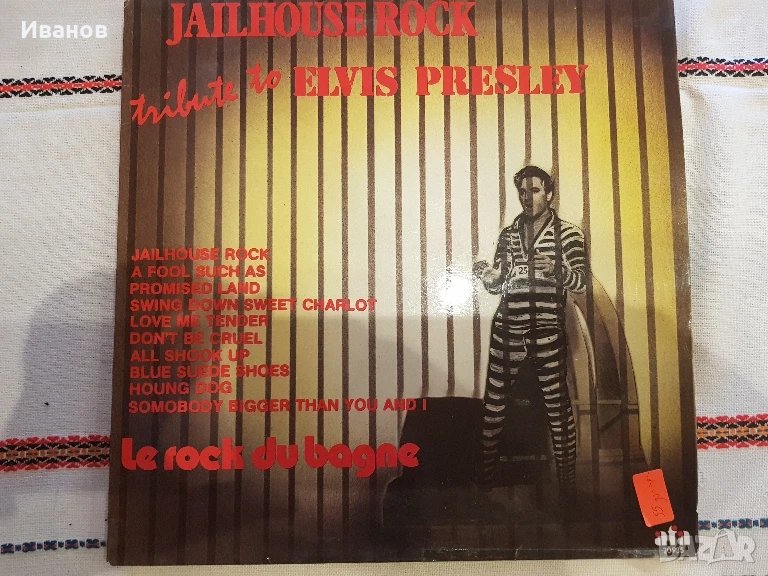 Иванов
JAILHOUSE ROCK
tribute to ELVIS PRESLEY
JAILHOUSE ROCK
A FOOL SUCH AS
PROMISED LAND
SWING DOWN SWEET CHARLOT
LOVE ME TENDER
DON'T BE CRUEL
ALL SHOOK UP
BLUE SUEDE SHOES
HOUNG DOG
SOMOBODY BIGGER THAN YOU AND I
Le rock du bagne
25
BAZAR